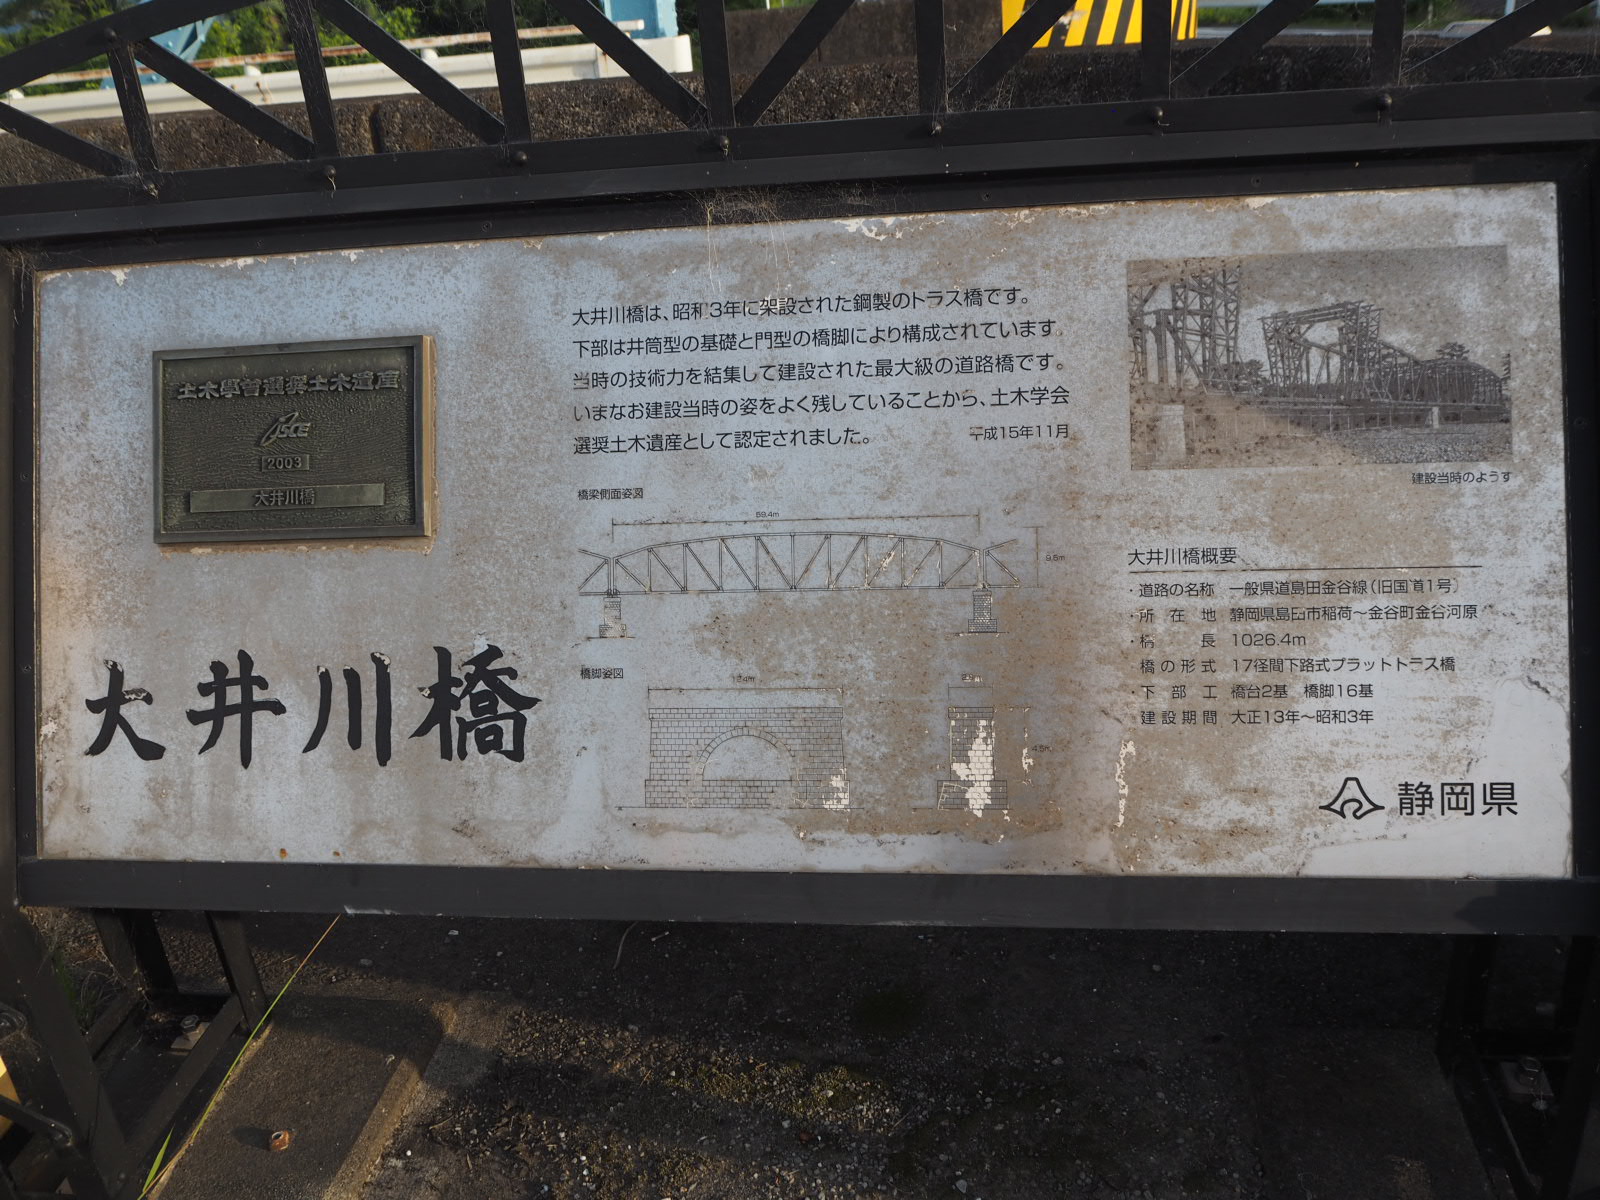 土木學會選奨土木遺産
JSCE
2003
大井川橋
大井川橋
大井川橋は、昭和3年に架設された鋼製のトラス橋です。
下部は井筒型の基礎と門型の橋脚により構成されています。
当時の技術力を結集して建設された最大級の道路橋です。
いまなお建設当時の姿をよく残していることから、土木学会
選奨土木遺産として認定されました。
平成15年11月
橋梁側面姿図
59.4m
9.6m
橋脚姿図
4.5m
建設当時のようす
大井川橋概要
・道路の名称 一般県道島田金谷線(旧国道1号)
・所在地 静岡県島田市稲荷〜金谷町金谷河原
・橋長 1026.4m
・橋の形式 17径間下路式プラットトラス橋
・下部工 橋台2基 橋脚16基
・建設期間 大正13年〜昭和3年
静岡県